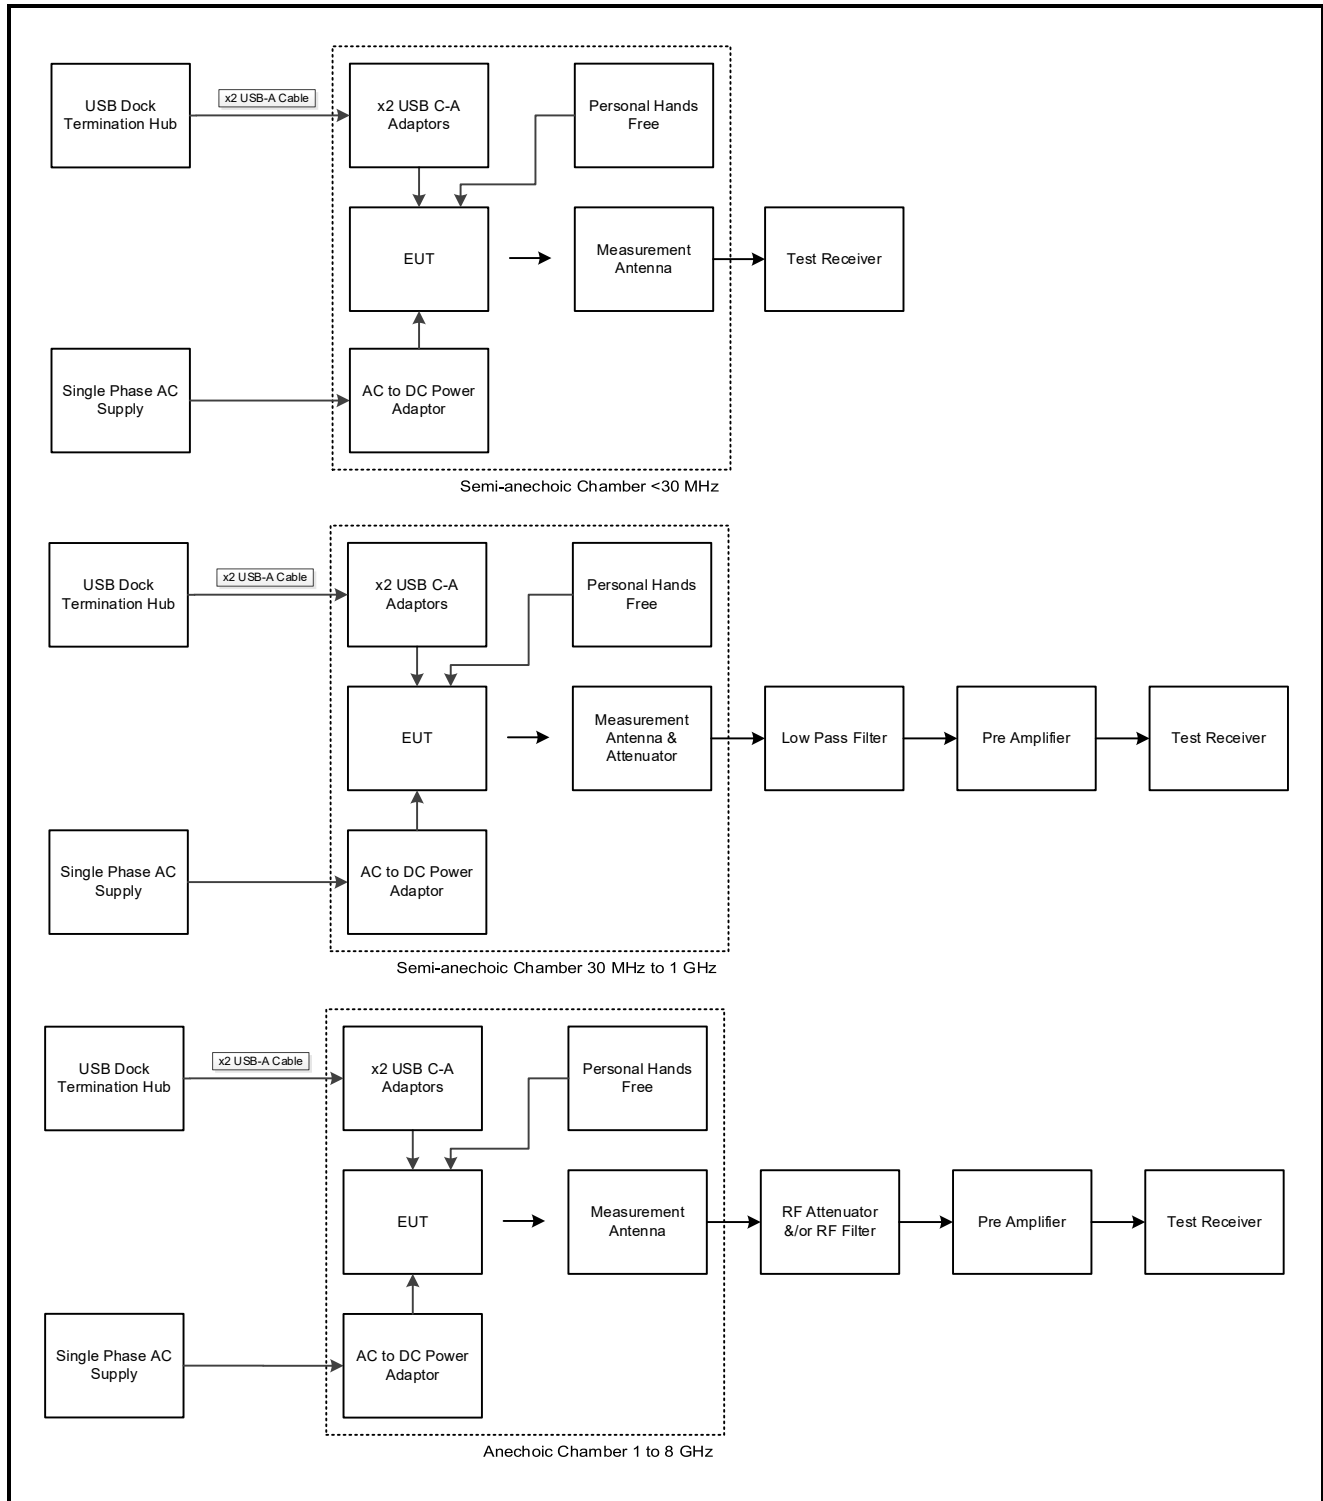 USB Dock
Termination Hub
x2 USB-A Cable
x2 USB C-A
Adaptors
Personal Hands
Free
EUT
Measurement
Antenna
Test Receiver
Single Phase AC
Supply
AC to DC Power
Adaptor
Semi-anechoic Chamber <30 MHz
USB Dock
Termination Hub
x2 USB-A Cable
x2 USB C-A
Adaptors
Personal Hands
Free
EUT
Measurement
Antenna &
Attenuator
Low Pass Filter
Pre Amplifier
Test Receiver
Single Phase AC
Supply
AC to DC Power
Adaptor
Semi-anechoic Chamber 30 MHz to 1 GHz
USB Dock
Termination Hub
x2 USB-A Cable
x2 USB C-A
Adaptors
Personal Hands
Free
EUT
Measurement
Antenna
RF Attenuator
&/or RF Filter
Pre Amplifier
Test Receiver
Single Phase AC
Supply
AC to DC Power
Adaptor
Anechoic Chamber 1 to 8 GHz